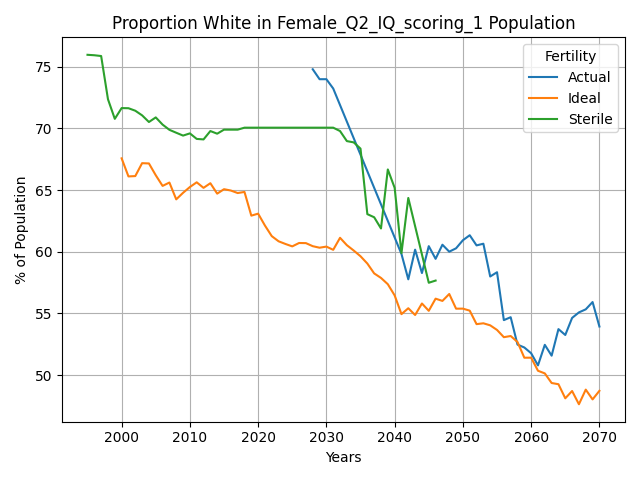 Proportion White in Female_Q2_IQ_scoring_1 Population
Fertility
Actual
Ideal
Sterile
% of Population
75
70
65
60
55
50
2000 2010 2020 2030 2040 2050 2060 2070
Years